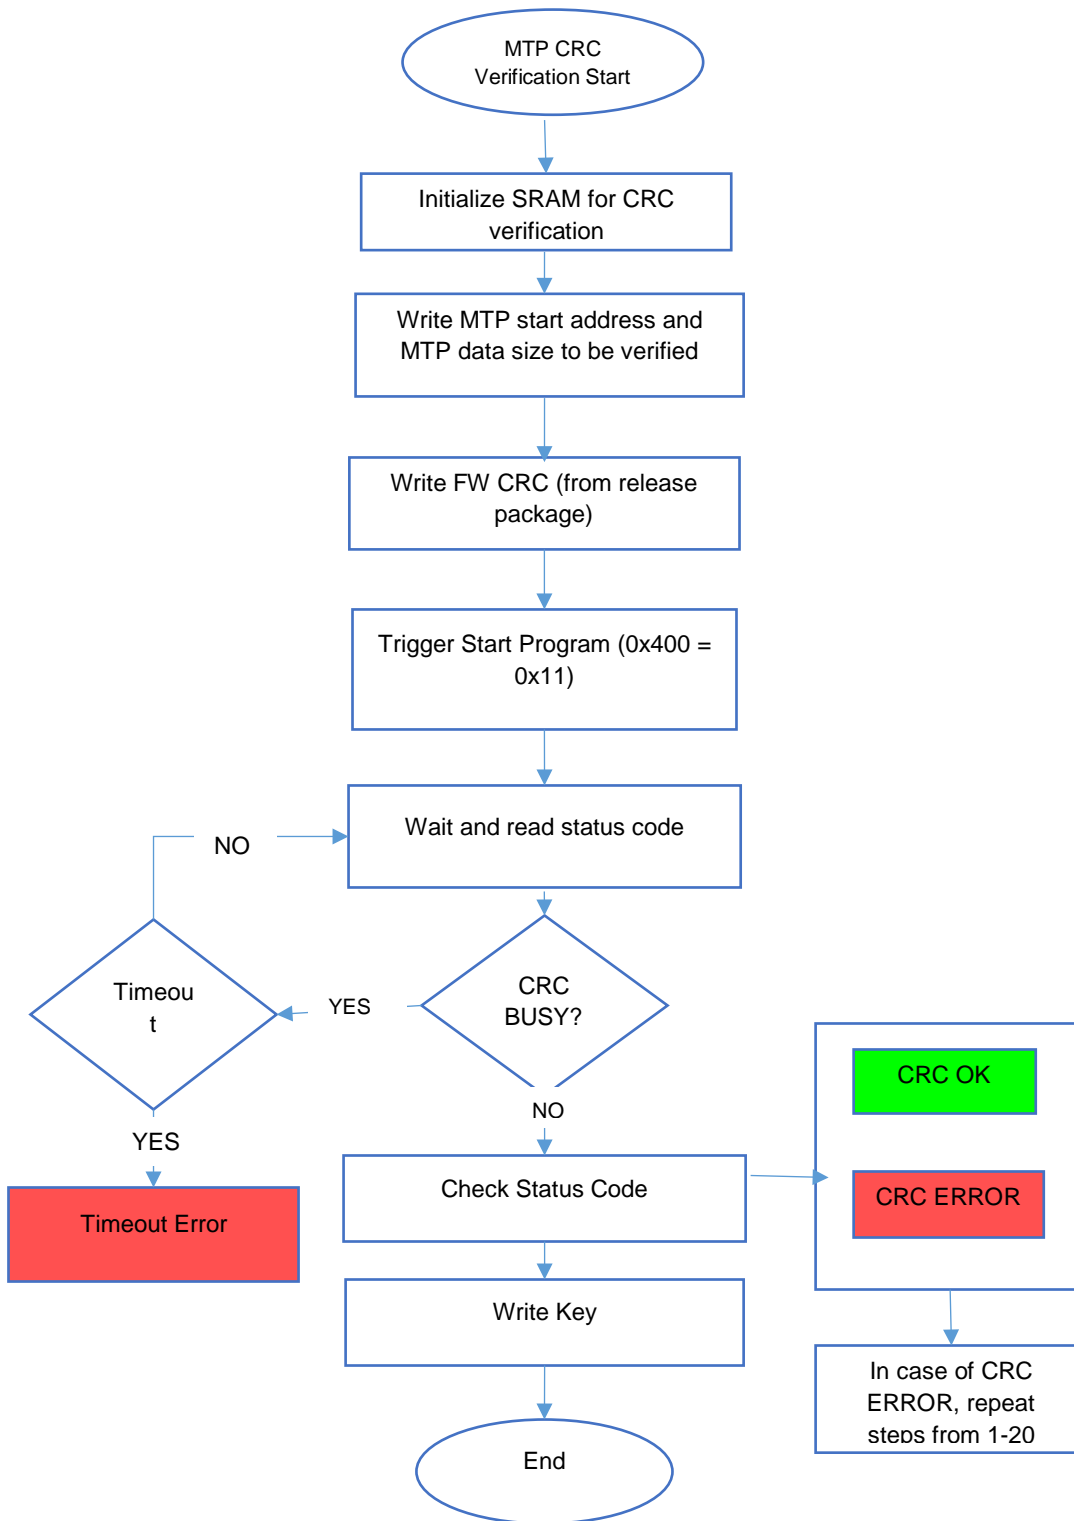 MTP CRC
Verification Start
Initialize SRAM for CRC
verification
Write MTP start address and
MTP data size to be verified
Write FW CRC (from release
package)
Trigger Start Program (0x400 =
0x11)
Wait and read status code
NO
Timeou
t
YES
CRC
BUSY?
NO
YES
Timeout Error
Check Status Code
CRC OK
CRC ERROR
Write Key
In case of CRC
ERROR, repeat
steps from 1-20
End